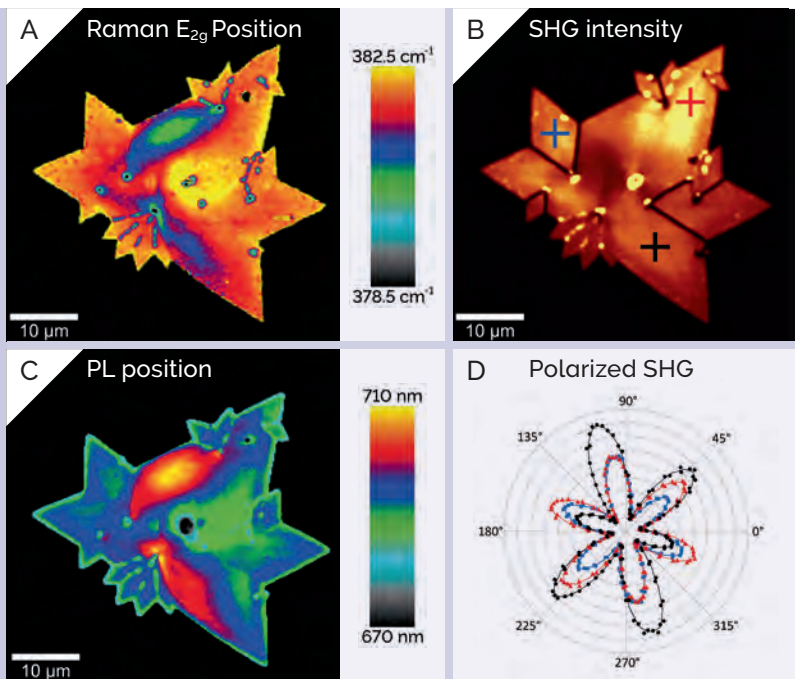 A
Raman E₂g Position
382.5 cm⁻¹
378.5 cm⁻¹
10 µm
B
SHG intensity
10 µm
C
PL position
710 nm
670 nm
10 µm
D
Polarized SHG
90°
135°
45°
180°
0°
225°
315°
270°